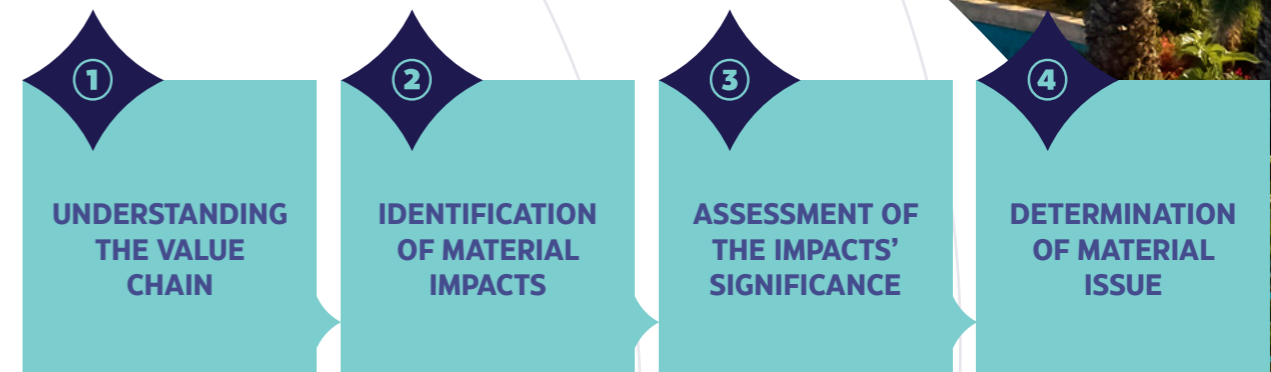 1
UNDERSTANDING
THE VALUE
CHAIN
2
IDENTIFICATION
OF MATERIAL
IMPACTS
3
ASSESSMENT OF
THE IMPACTS’
SIGNIFICANCE
4
DETERMINATION
OF MATERIAL
ISSUE